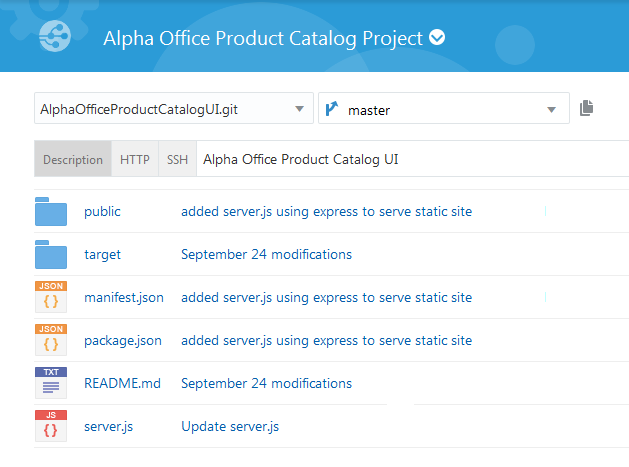 Alpha Office Product Catalog Project
AlphaOfficeProductCatalogUI.git master
Description HTTP SSH Alpha Office Product Catalog UI
public added server.js using express to serve static site
target September 24 modifications
JSON
{ } manifest.json added server.js using express to serve static site
JSON
{ } package.json added server.js using express to serve static site
TXT
README.md September 24 modifications
JS
{ } server.js Update server.js